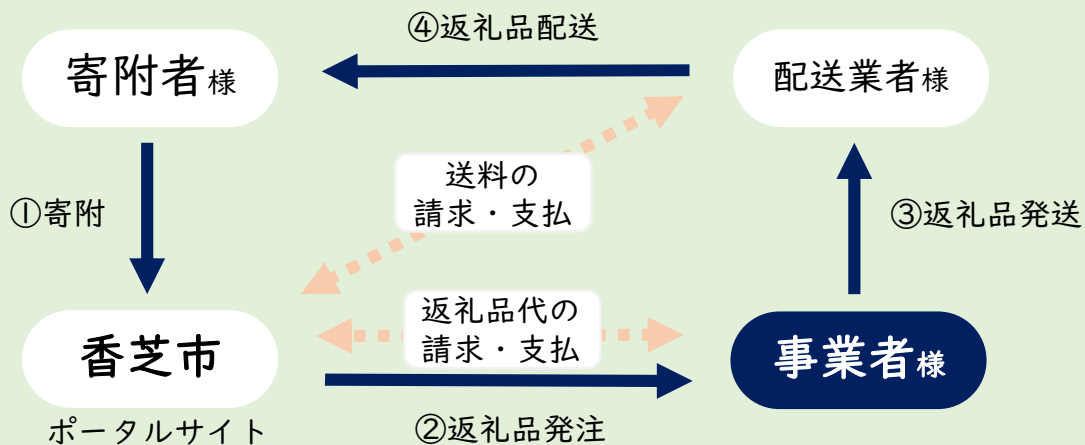 ④返礼品配送
寄附者様
配送業者様
送料の
請求・支払
①寄附
③返礼品発送
返礼品代の
請求・支払
香芝市
事業者様
②返礼品発注
ポータルサイト